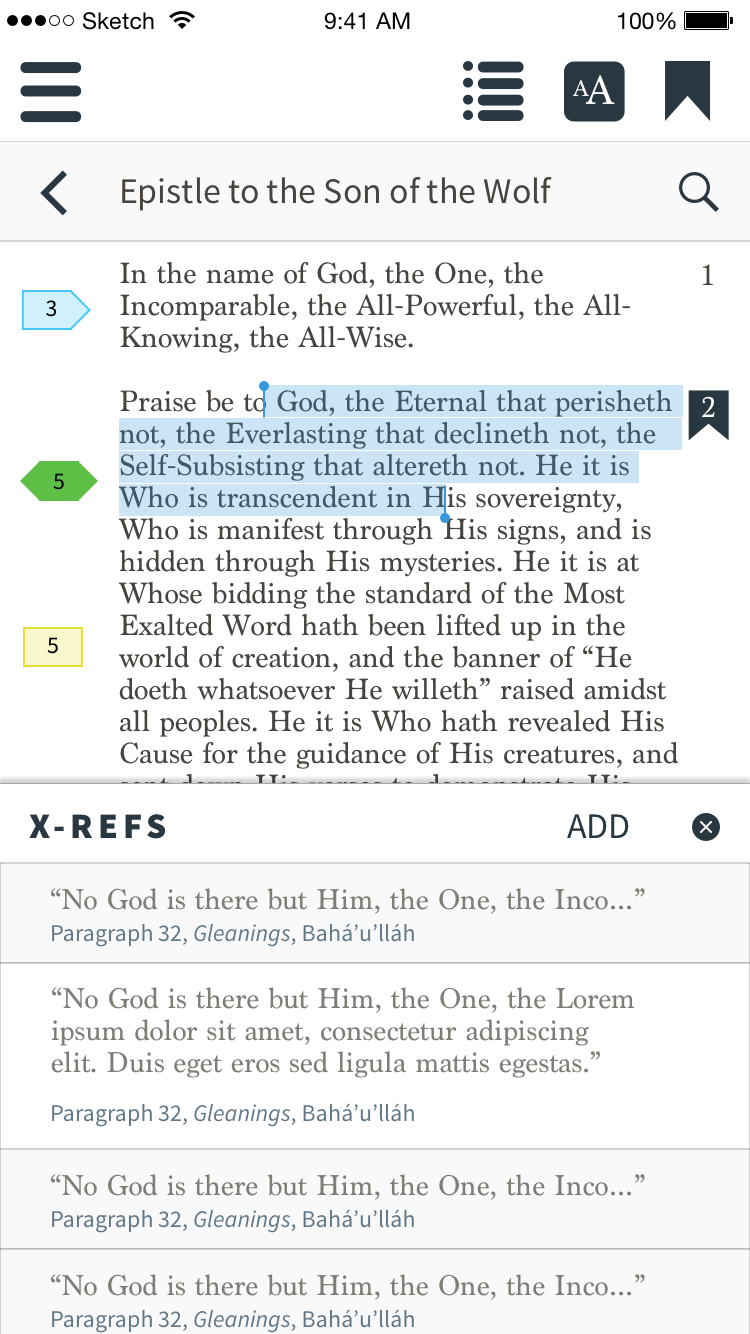 Sketch 9:41 AM 100%
AA
Epistle to the Son of the Wolf
In the name of God, the One, the 1
3 Incomparable, the All-Powerful, the All-
Knowing, the All-Wise.
Praise be to God, the Eternal that perisheth 2
not, the Everlasting that declineth not, the
Self-Subsisting that altereth not. He it is
5 Who is transcendent in His sovereignty,
Who is manifest through His signs, and is
hidden through His mysteries. He it is at
Whose bidding the standard of the Most
Exalted Word hath been lifted up in the
5 world of creation, and the banner of “He
doeth whatsoever He willeth” raised amidst
all peoples. He it is Who hath revealed His
Cause for the guidance of His creatures, and
X-REFS ADD
“No God is there but Him, the One, the Inco...”
Paragraph 32, Gleanings, Bahá’u’lláh
“No God is there but Him, the One, the Lorem
ipsum dolor sit amet, consectetur adipiscing
elit. Duis eget eros sed ligula mattis egestas.”
Paragraph 32, Gleanings, Bahá’u’lláh
“No God is there but Him, the One, the Inco...”
Paragraph 32, Gleanings, Bahá’u’lláh
“No God is there but Him, the One, the Inco...”
Paragraph 32, Gleanings, Bahá’u’lláh